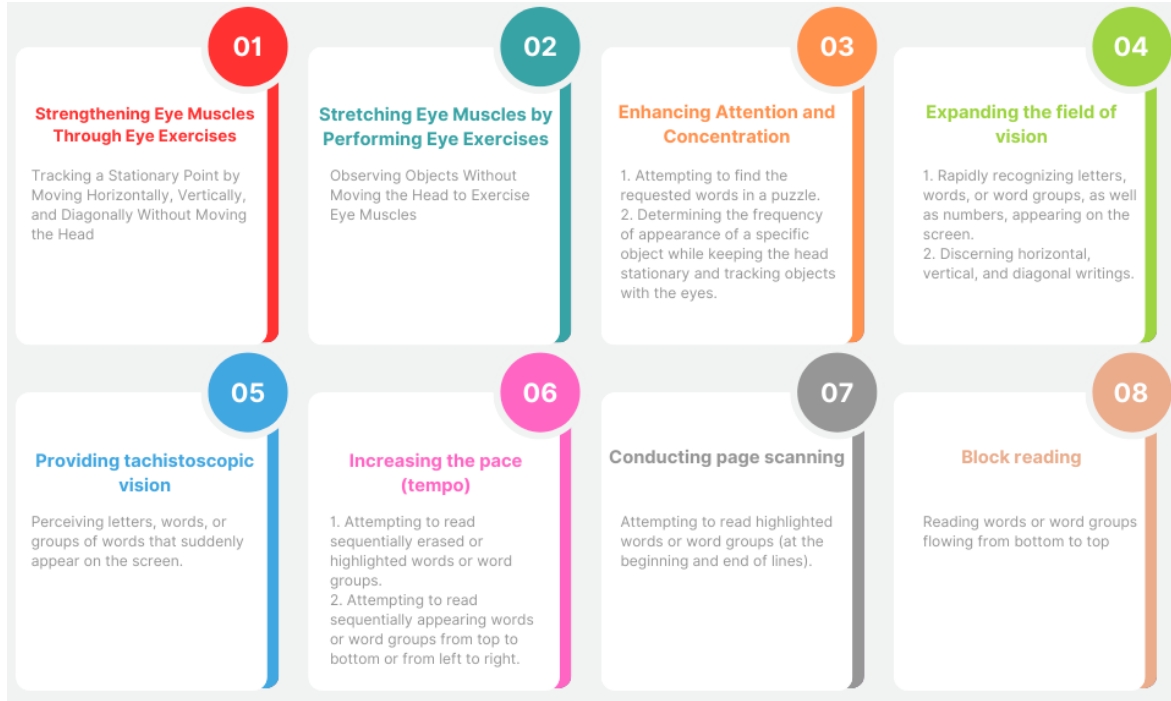 01
Strengthening Eye Muscles
Through Eye Exercises
Tracking a Stationary Point by
Moving Horizontally, Vertically,
and Diagonally Without Moving
the Head
02
Stretching Eye Muscles by
Performing Eye Exercises
Observing Objects Without
Moving the Head to Exercise
Eye Muscles
03
Enhancing Attention and
Concentration
1. Attempting to find the
requested words in a puzzle.
2. Determining the frequency
of appearance of a specific
object while keeping the head
stationary and tracking objects
with the eyes.
04
Expanding the field of
vision
1. Rapidly recognizing letters,
words, or word groups, as well
as numbers, appearing on the
screen.
2. Discerning horizontal,
vertical, and diagonal writings.
05
Providing tachistoscopic
vision
Perceiving letters, words, or
groups of words that suddenly
appear on the screen.
06
Increasing the pace
(tempo)
1. Attempting to read
sequentially erased or
highlighted words or word
groups.
2. Attempting to read
sequentially appearing words
or word groups from top to
bottom or from left to right.
07
Conducting page scanning
Attempting to read highlighted
words or word groups (at the
beginning and end of lines).
08
Block reading
Reading words or word groups
flowing from bottom to top